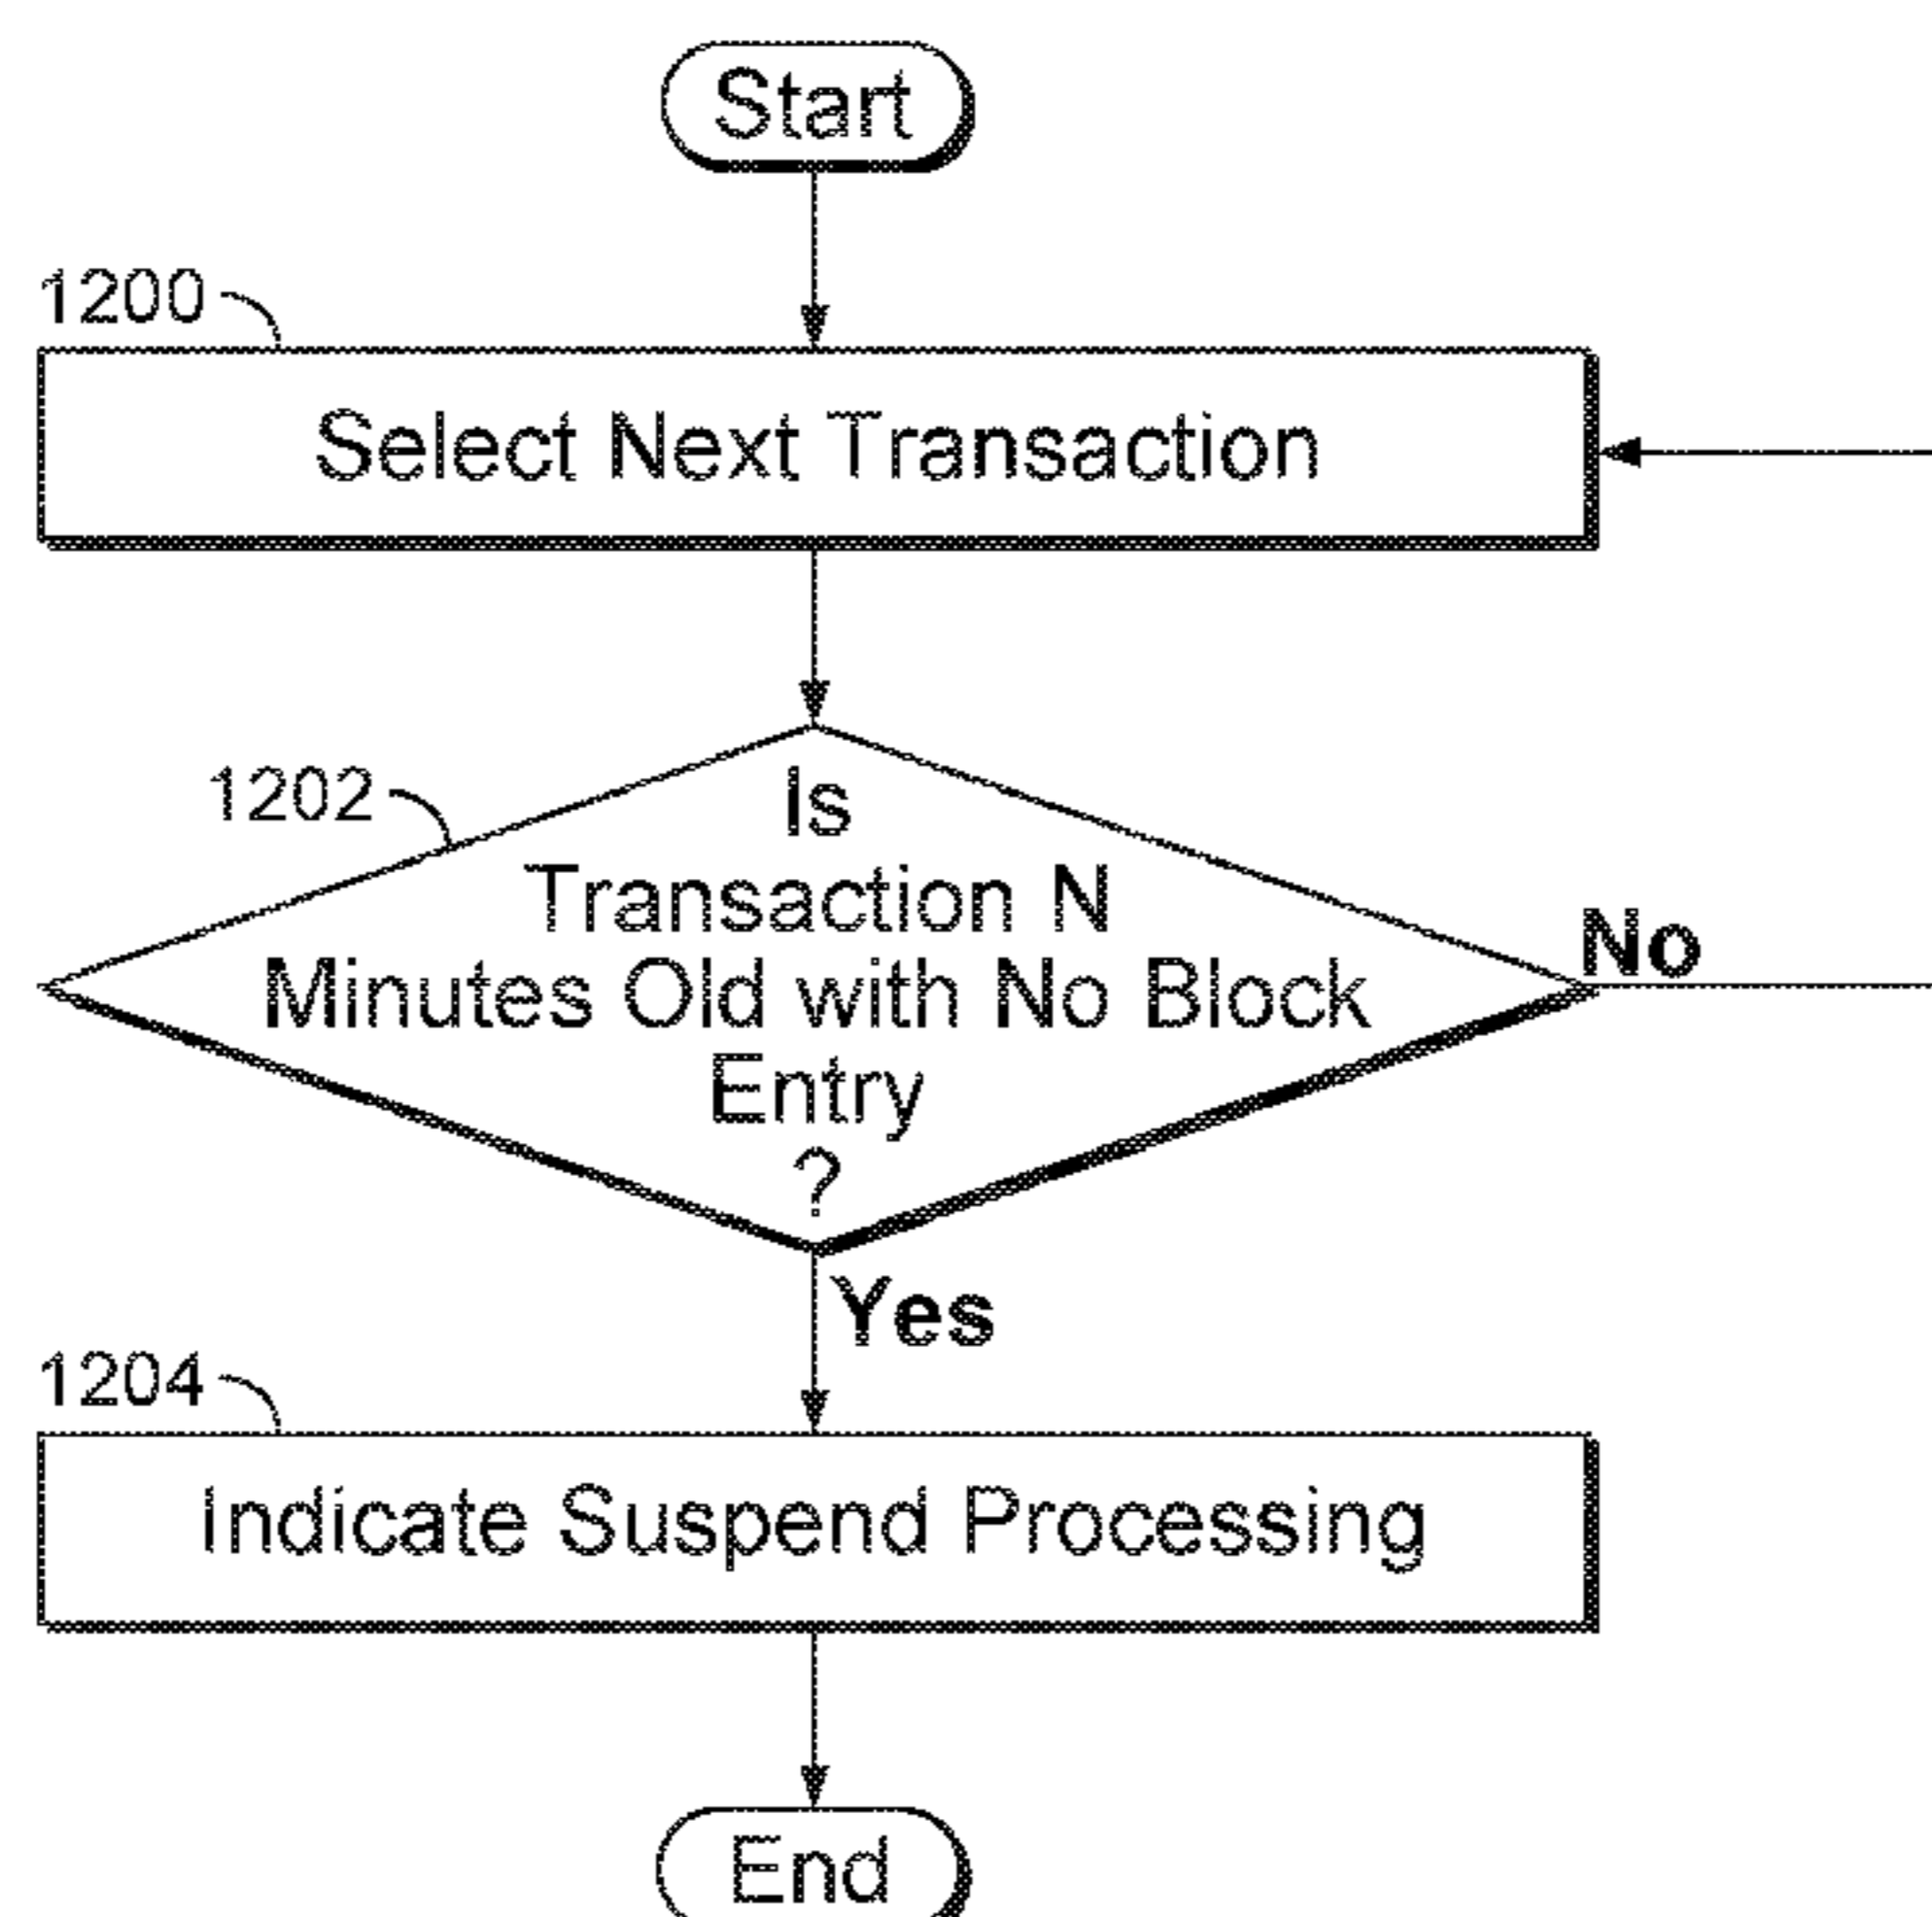 Start
1200
Select Next Transaction
1202
Is
Transaction N
Minutes Old with No Block
Entry
?
No
Yes
1204
Indicate Suspend Processing
End